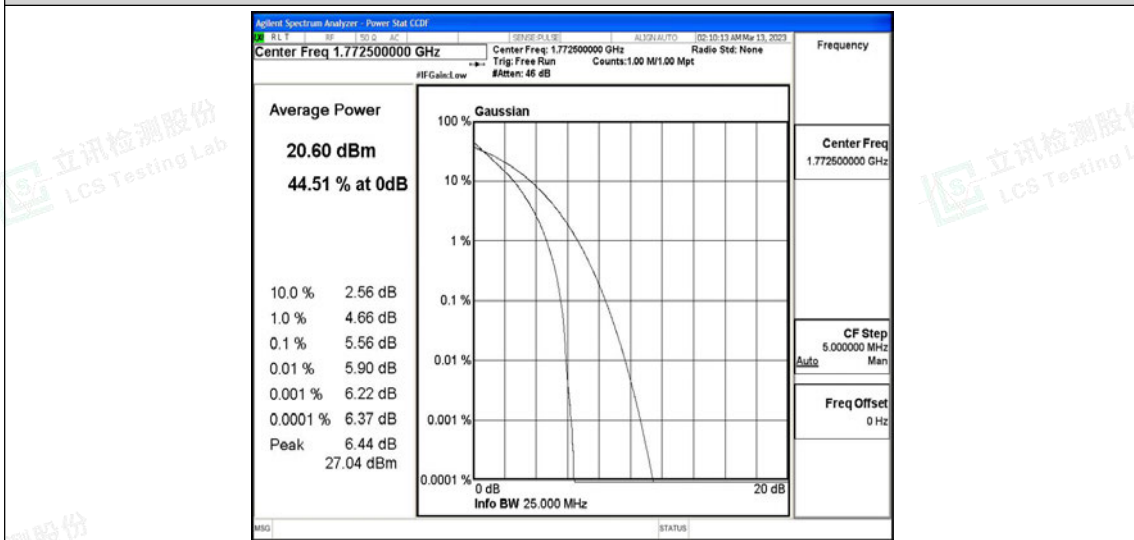 Agilent Spectrum Analyzer - Power Stat CCDF
RLT RF 50 Ω AC SENSE:PULSE ALIGNAUTO 02:10:13 AM Mar 13, 2023
Center Freq 1.772500000 GHz
Center Freq: 1.772500000 GHz Radio Std: None
Trig: Free Run Counts:1.00 M/1.00 Mpt
#IFGain:Low #Atten: 46 dB
Frequency
Average Power
20.60 dBm
44.51 % at 0dB
10.0 % 2.56 dB
1.0 % 4.66 dB
0.1 % 5.56 dB
0.01 % 5.90 dB
0.001 % 6.22 dB
0.0001 % 6.37 dB
Peak 6.44 dB
27.04 dBm
Gaussian
100 %
10 %
1 %
0.1 %
0.01 %
0.001 %
0.0001 %
0 dB 20 dB
Info BW 25.000 MHz
Center Freq
1.772500000 GHz
CF Step
5.000000 MHz
Auto Man
Freq Offset
0 Hz
MSG STATUS
立讯检测股份
LCS Testing Lab
立讯检测股份
LCS Testing L